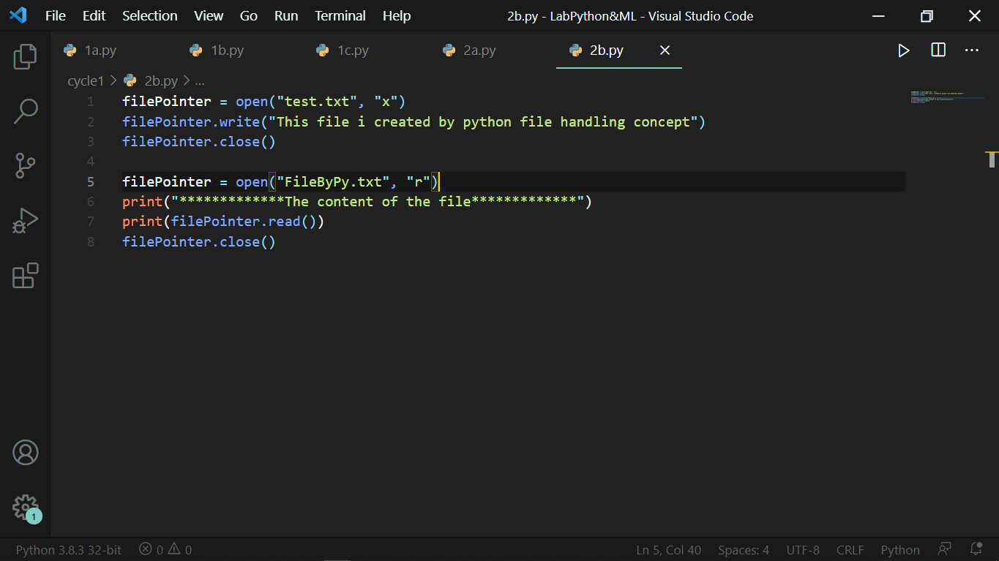 File Edit Selection View Go Run Terminal Help 2b.py - LabPython&ML - Visual Studio Code
1a.py 1b.py 1c.py 2a.py 2b.py
cycle1 > 2b.py > ...
1 filePointer = open("test.txt", "x")
2 filePointer.write("This file i created by python file handling concept")
3 filePointer.close()
4
5 filePointer = open("FileByPy.txt", "r")
6 print("*************The content of the file*************")
7 print(filePointer.read())
8 filePointer.close()
1
Python 3.8.3 32-bit 0 0 Ln 5, Col 40 Spaces: 4 UTF-8 CRLF Python